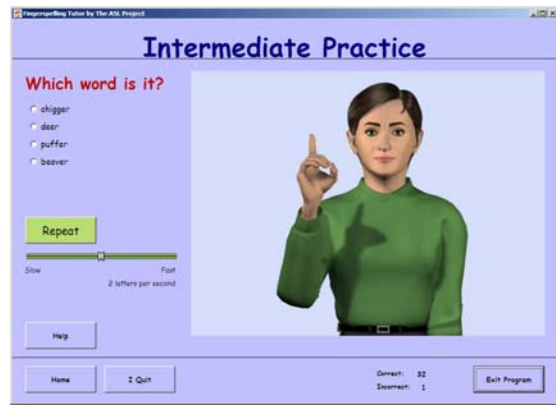 Fingerspelling Tutor by The ASL Project
Intermediate Practice
Which word is it?
chigger
deer
puffer
beaver
Repeat
Slow Fast
2 letters per second
Help
Home I Quit Correct: 32 Exit Program
Incorrect: 1